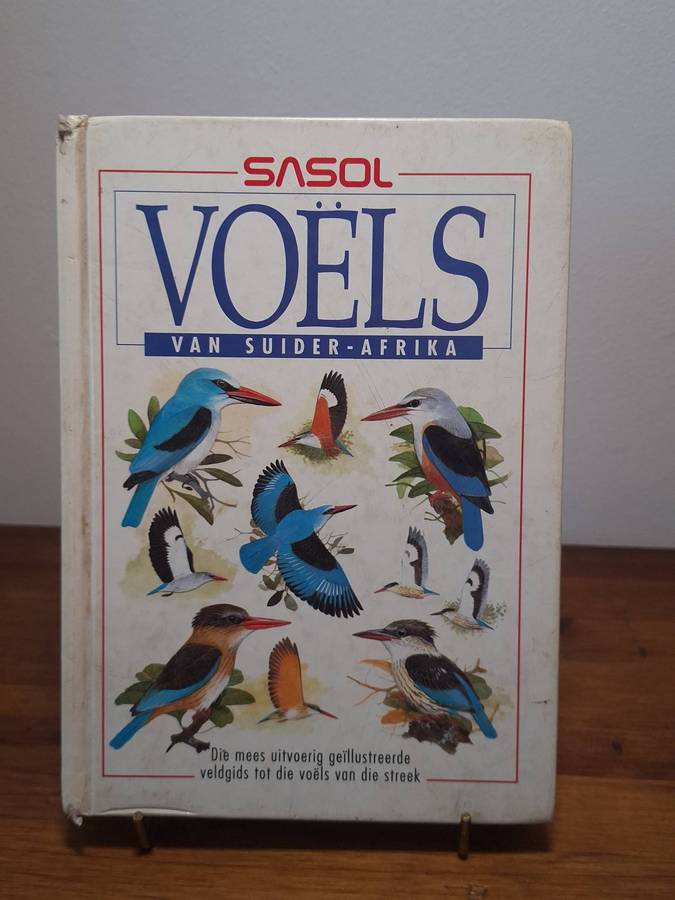 SASOL
VOËLS
VAN SUIDER-AFRIKA
Die mees uitvoerig geïllustreerde
veldgids tot die voëls van die streek